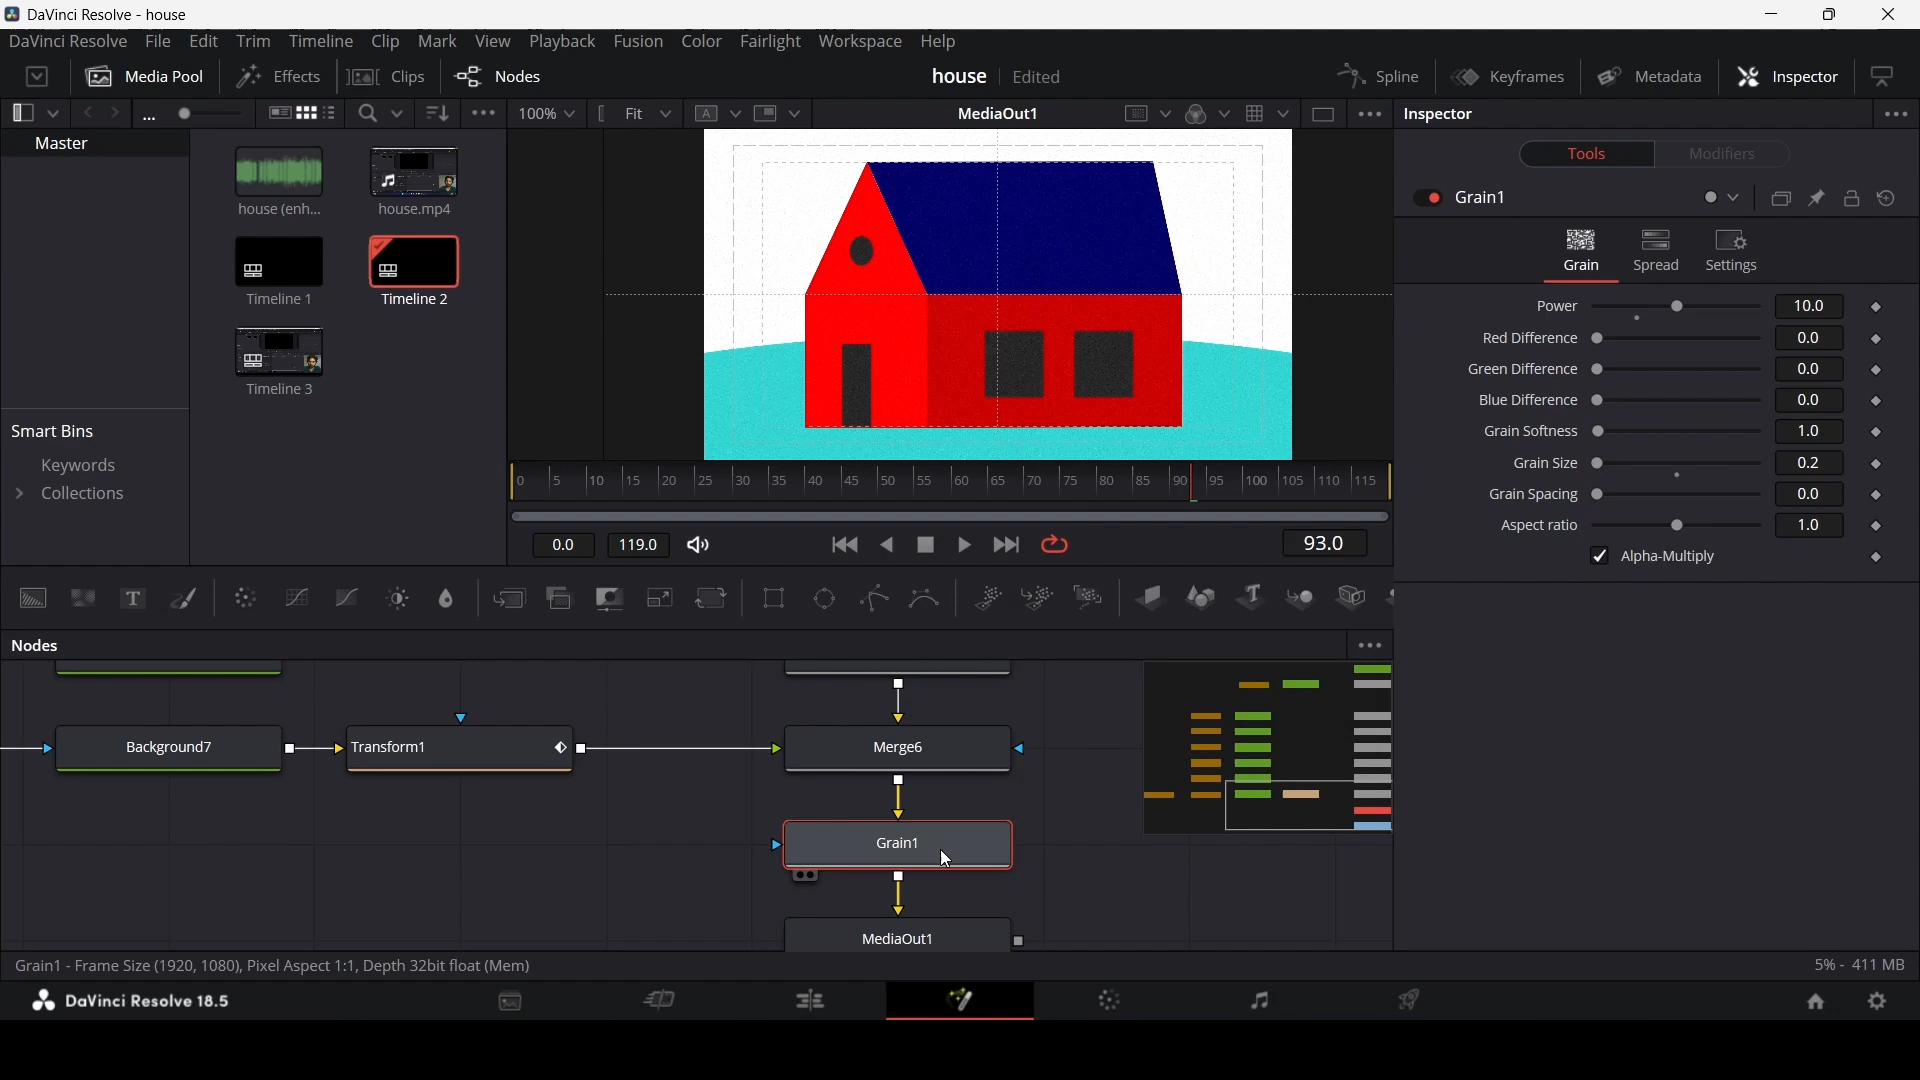 DaVinci Resolve - house
DaVinci Resolve File Edit Trim Timeline Clip Mark View Playback Fusion Color Fairlight Workspace Help
Media Pool Effects Clips Nodes house Edited Spline Keyframes Metadata Inspector
... 100% Fit A MediaOut1 Inspector
Master
Tools Modifiers
house (enh... house.mp4
Grain1
Grain Spread Settings
Timeline 1 Timeline 2
Power 10.0
Red Difference 0.0
Green Difference 0.0
Timeline 3
Blue Difference 0.0
Smart Bins
Grain Softness 1.0
Keywords
Grain Size 0.2
Collections
0 5 10 15 20 25 30 35 40 45 50 55 60 65 70 75 80 85 90 95 100 105 110 115
Grain Spacing 0.0
Aspect ratio 1.0
0.0 119.0 93.0
Alpha-Multiply
T T
Nodes
Background7 Transform1 Merge6
Grain1
MediaOut1
Grain1 - Frame Size (1920, 1080), Pixel Aspect 1:1, Depth 32bit float (Mem) 5% - 411 MB
DaVinci Resolve 18.5